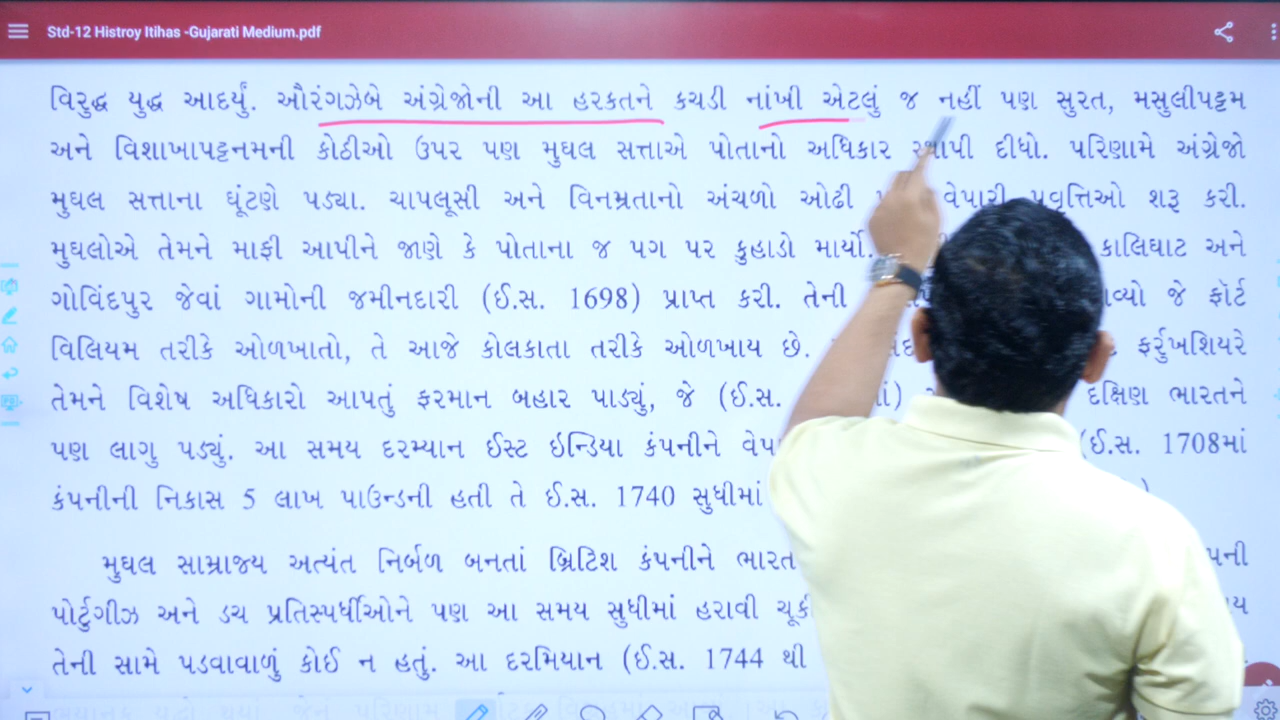 Std-12 Histroy Itihas -Gujarati Medium.pdf
વિરુદ્ધ યુદ્ધ આદર્યું. ઔરંગઝેબે અંગ્રેજોની આ હરકતને કચડી નાંખી એટલું જ નહીં પણ સુરત, મસુલીપટ્ટમ
અને વિશાખાપટ્ટનમની કોઠીઓ ઉપર પણ મુઘલ સત્તાએ પોતાનો અધિકાર સ્થાપી દીધો. પરિણામે અંગ્રેજો
મુઘલ સત્તાના ઘૂંટણે પડ્યા. ચાપલૂસી અને વિનમ્રતાનો અંચળો ઓઢી વેપારી પ્રવૃત્તિઓ શરૂ કરી.
મુઘલોએ તેમને માફી આપીને જાણે કે પોતાના જ પગ પર કુહાડો માર્યો. કાલિઘાટ અને
ગોવિંદપુર જેવાં ગામોની જમીનદારી (ઈ.સ. 1698) પ્રાપ્ત કરી. તેની જે ફૉર્ટ
વિલિયમ તરીકે ઓળખાતો, તે આજે કોલકાતા તરીકે ઓળખાય છે. ફર્રુખશિયરે
તેમને વિશેષ અધિકારો આપતું ફરમાન બહાર પાડ્યું, જે (ઈ.સ. દક્ષિણ ભારતને
પણ લાગુ પડ્યું. આ સમય દરમ્યાન ઈસ્ટ ઇન્ડિયા કંપનીને (ઈ.સ. 1708માં
કંપનીની નિકાસ 5 લાખ પાઉન્ડની હતી તે ઈ.સ. 1740 સુધીમાં
મુઘલ સામ્રાજ્ય અત્યંત નિર્બળ બનતાં બ્રિટિશ કંપનીને
પોર્ટુગીઝ અને ડચ પ્રતિસ્પર્ધીઓને પણ આ સમય સુધીમાં હરાવી
તેની સામે પડવાવાળું કોઈ ન હતું. આ દરમિયાન (ઈ.સ. 1744 થી